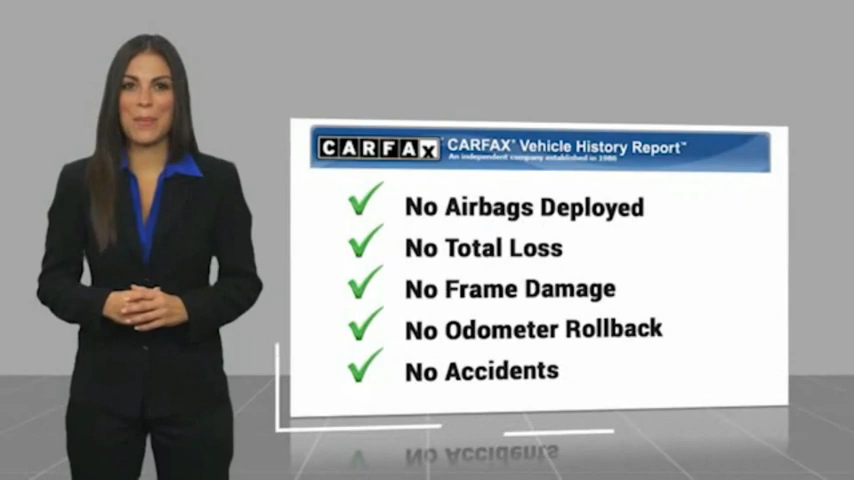 CARFAX CARFAX® Vehicle History Report™
An independent company established in 1986
No Airbags Deployed
No Total Loss
No Frame Damage
No Odometer Rollback
No Accidents
No Accidents